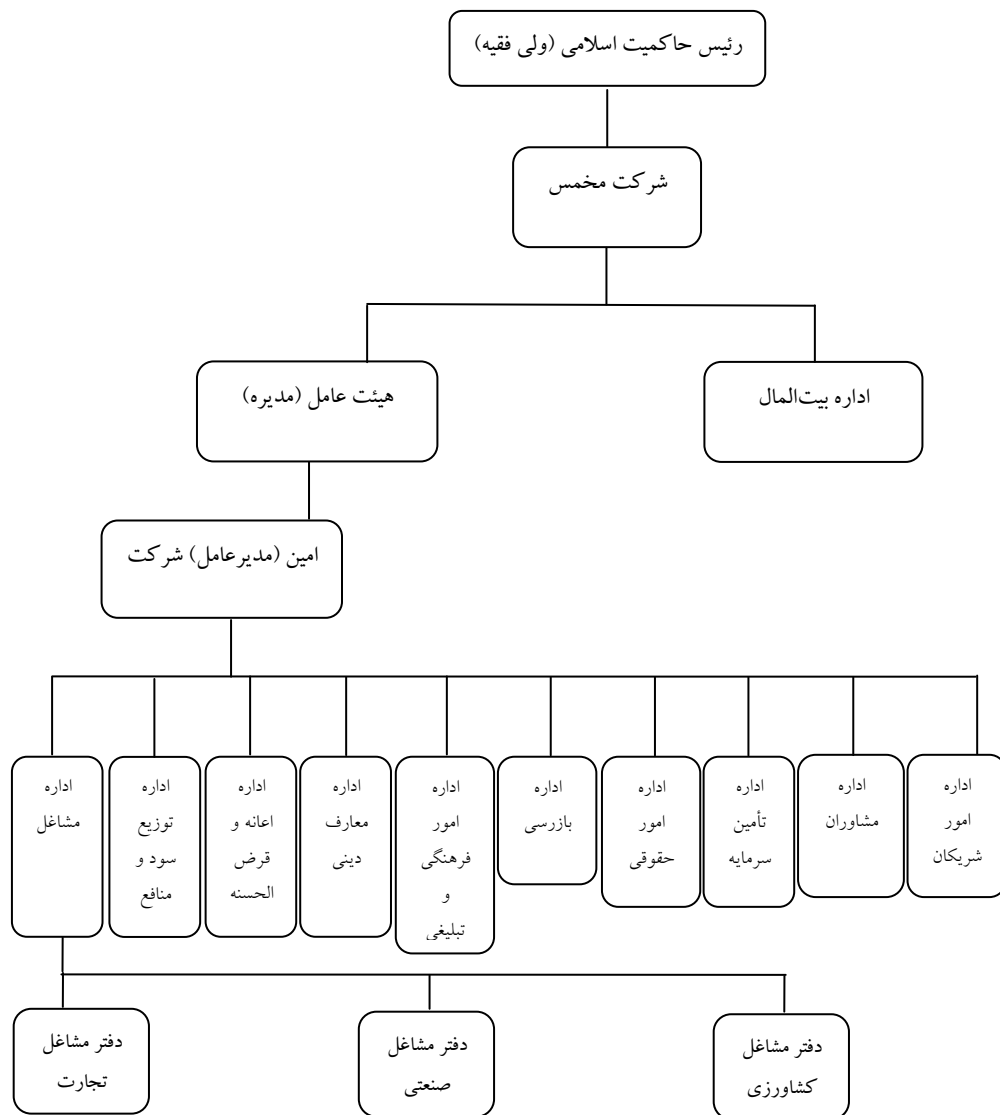 رئیس حاکمیت اسلامی (ولی فقیه)
شرکت مخمس
اداره بیت‌المال
هیئت عامل (مدیره)
امین (مدیرعامل) شرکت
اداره
امور
شریکان
اداره
مشاوران
اداره
تأمین
سرمایه
اداره
امور
حقوقی
اداره
بازرسی
اداره
امور
فرهنگی
و
تبلیغی
اداره
معارف
دینی
اداره
اعانه و
قرض
الحسنه
اداره
توزیع
سود و
منافع
اداره
مشاغل
دفتر مشاغل
کشاورزی
دفتر مشاغل
صنعتی
دفتر مشاغل
تجارت